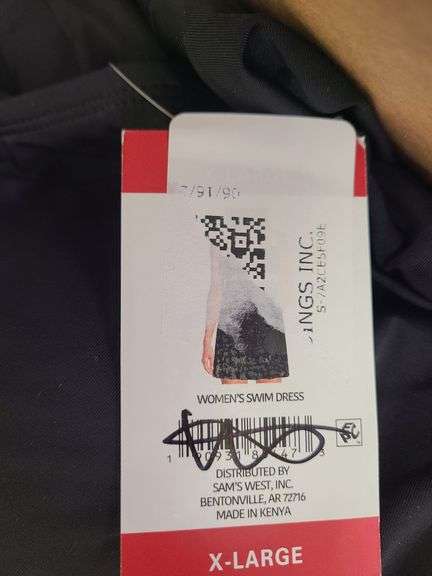 INGS INC.
WOMEN'S SWIM DRESS
DISTRIBUTED BY
SAM'S WEST, INC.
BENTONVILLE, AR 72716
MADE IN KENYA
X-LARGE